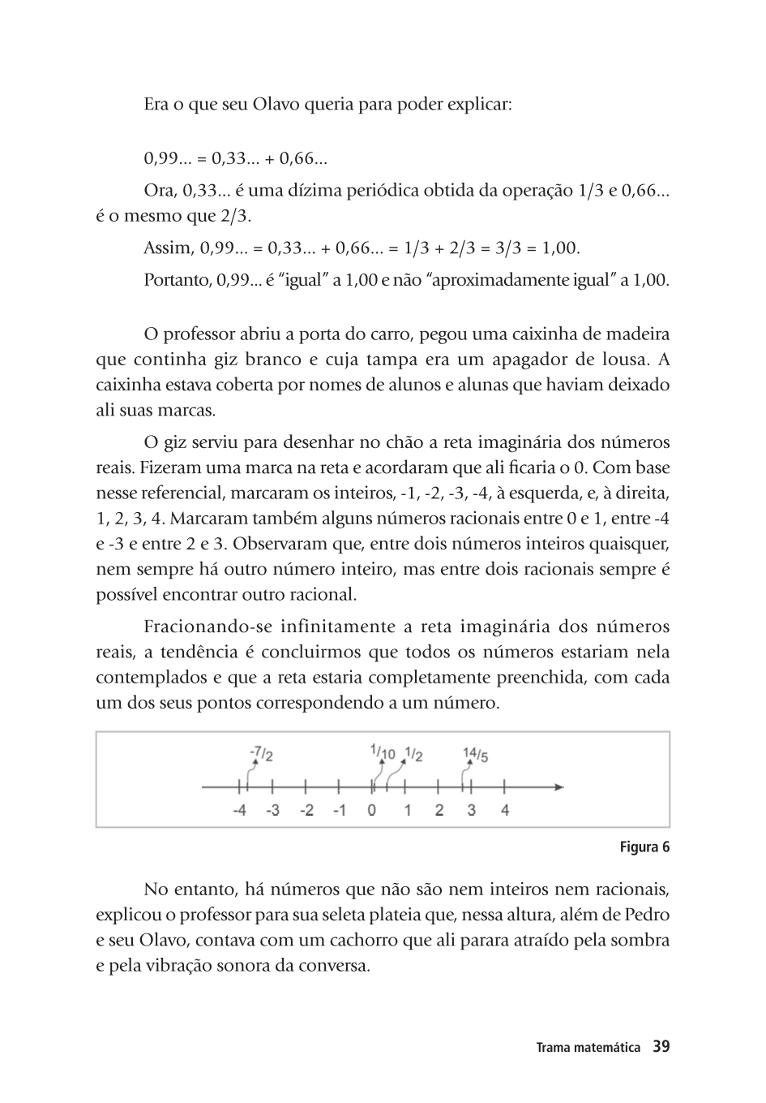 Era o que seu Olavo queria para poder explicar:
0,99... = 0,33... + 0,66...
Ora, 0,33... é uma dízima periódica obtida da operação 1/3 e 0,66...
é o mesmo que 2/3.
Assim, 0,99... = 0,33... + 0,66... = 1/3 + 2/3 = 3/3 = 1,00.
Portanto, 0,99... é “igual” a 1,00 e não “aproximadamente igual” a 1,00.
O professor abriu a porta do carro, pegou uma caixinha de madeira
que continha giz branco e cuja tampa era um apagador de lousa. A
caixinha estava coberta por nomes de alunos e alunas que haviam deixado
ali suas marcas.
O giz serviu para desenhar no chão a reta imaginária dos números
reais. Fizeram uma marca na reta e acordaram que ali ficaria o 0. Com base
nesse referencial, marcaram os inteiros, -1, -2, -3, -4, à esquerda, e, à direita,
1, 2, 3, 4. Marcaram também alguns números racionais entre 0 e 1, entre -4
e -3 e entre 2 e 3. Observaram que, entre dois números inteiros quaisquer,
nem sempre há outro número inteiro, mas entre dois racionais sempre é
possível encontrar outro racional.
Fracionando-se infinitamente a reta imaginária dos números
reais, a tendência é concluirmos que todos os números estariam nela
contemplados e que a reta estaria completamente preenchida, com cada
um dos seus pontos correspondendo a um número.
-7/2 1/10 1/2 14/5
-4 -3 -2 -1 0 1 2 3 4
Figura 6
No entanto, há números que não são nem inteiros nem racionais,
explicou o professor para sua seleta plateia que, nessa altura, além de Pedro
e seu Olavo, contava com um cachorro que ali parara atraído pela sombra
e pela vibração sonora da conversa.
Trama matemática 39